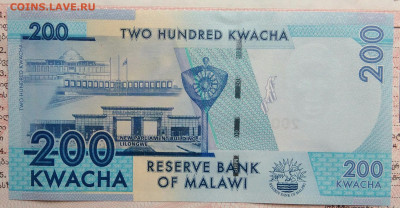 COINS.LAVE.RU
200
TWO HUNDRED KWACHA
200
NEW PARLIAMENT BUILDING
LILONGWE
200
KWACHA
RESERVE BANK
OF MALAWI
200
KWACHA